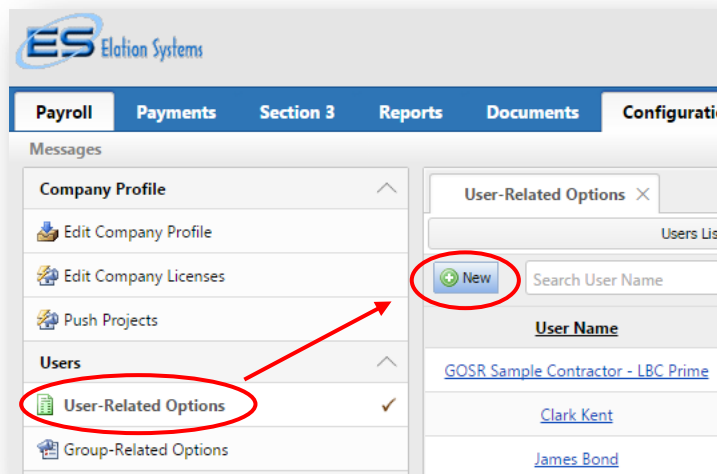 ES Elation Systems
Payroll Payments Section 3 Reports Documents Configurati
Messages
Company Profile
Edit Company Profile
Edit Company Licenses
Push Projects
Users
User-Related Options
Group-Related Options
User-Related Options
Users Lis
New Search User Name
User Name
GOSR Sample Contractor - LBC Prime
Clark Kent
James Bond